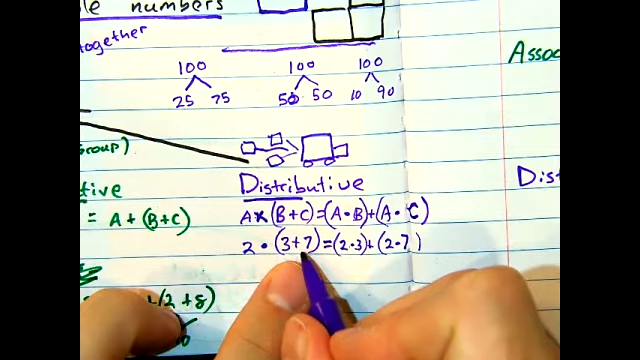 le numbers
together
100 100 100
25 75 50 50 10 90
Group)
tive
= A + (B+C)
(2 + 8)
Distributive
A x (B + C) = (A • B) + (A • C)
2 • (3 + 7) = (2 • 3) + (2 • 7)
Assoc
Dis